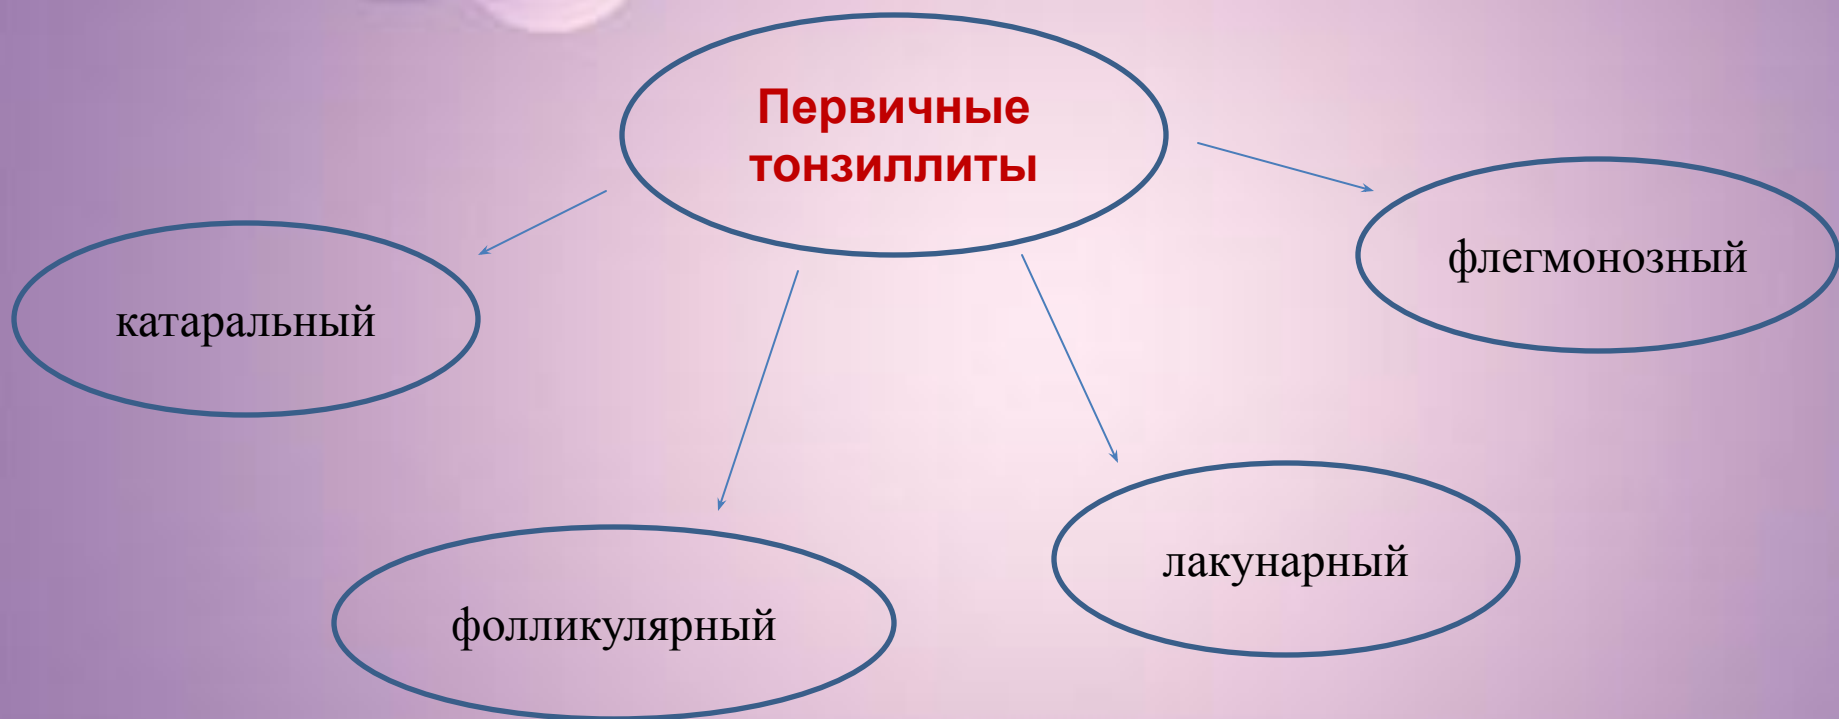 Первичные
тонзиллиты
флегмонозный
катаральный
лакунарный
фолликулярный